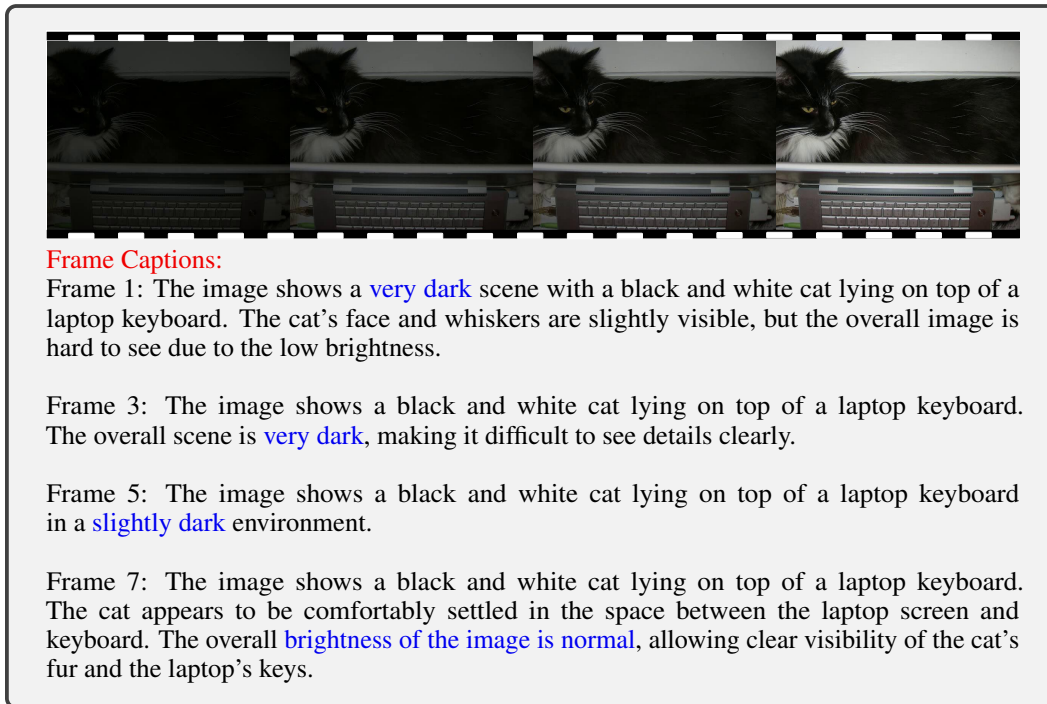 Frame Captions:
Frame 1: The image shows a very dark scene with a black and white cat lying on top of a
laptop keyboard. The cat's face and whiskers are slightly visible, but the overall image is
hard to see due to the low brightness.
Frame 3: The image shows a black and white cat lying on top of a laptop keyboard.
The overall scene is very dark, making it difficult to see details clearly.
Frame 5: The image shows a black and white cat lying on top of a laptop keyboard
in a slightly dark environment.
Frame 7: The image shows a black and white cat lying on top of a laptop keyboard.
The cat appears to be comfortably settled in the space between the laptop screen and
keyboard. The overall brightness of the image is normal, allowing clear visibility of the cat's
fur and the laptop's keys.